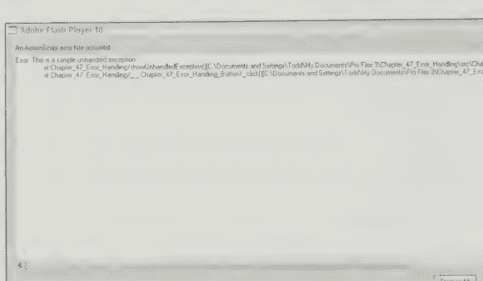 Adobe Flash Player 10
An ActionScript error has occurred:
Error: This is a sample unhandled exception
at Chapter_47_Error_Handling/showUnhandledException()[C:\Documents and Settings\Todd\My Documents\Pro Flex 3\Chapter_47_Error_Handling\src\Cha
at Chapter_47_Error_Handling/___Chapter_47_Error_Handling_Button1_click()[C:\Documents and Settings\Todd\My Documents\Pro Flex 3\Chapter_47_Erro